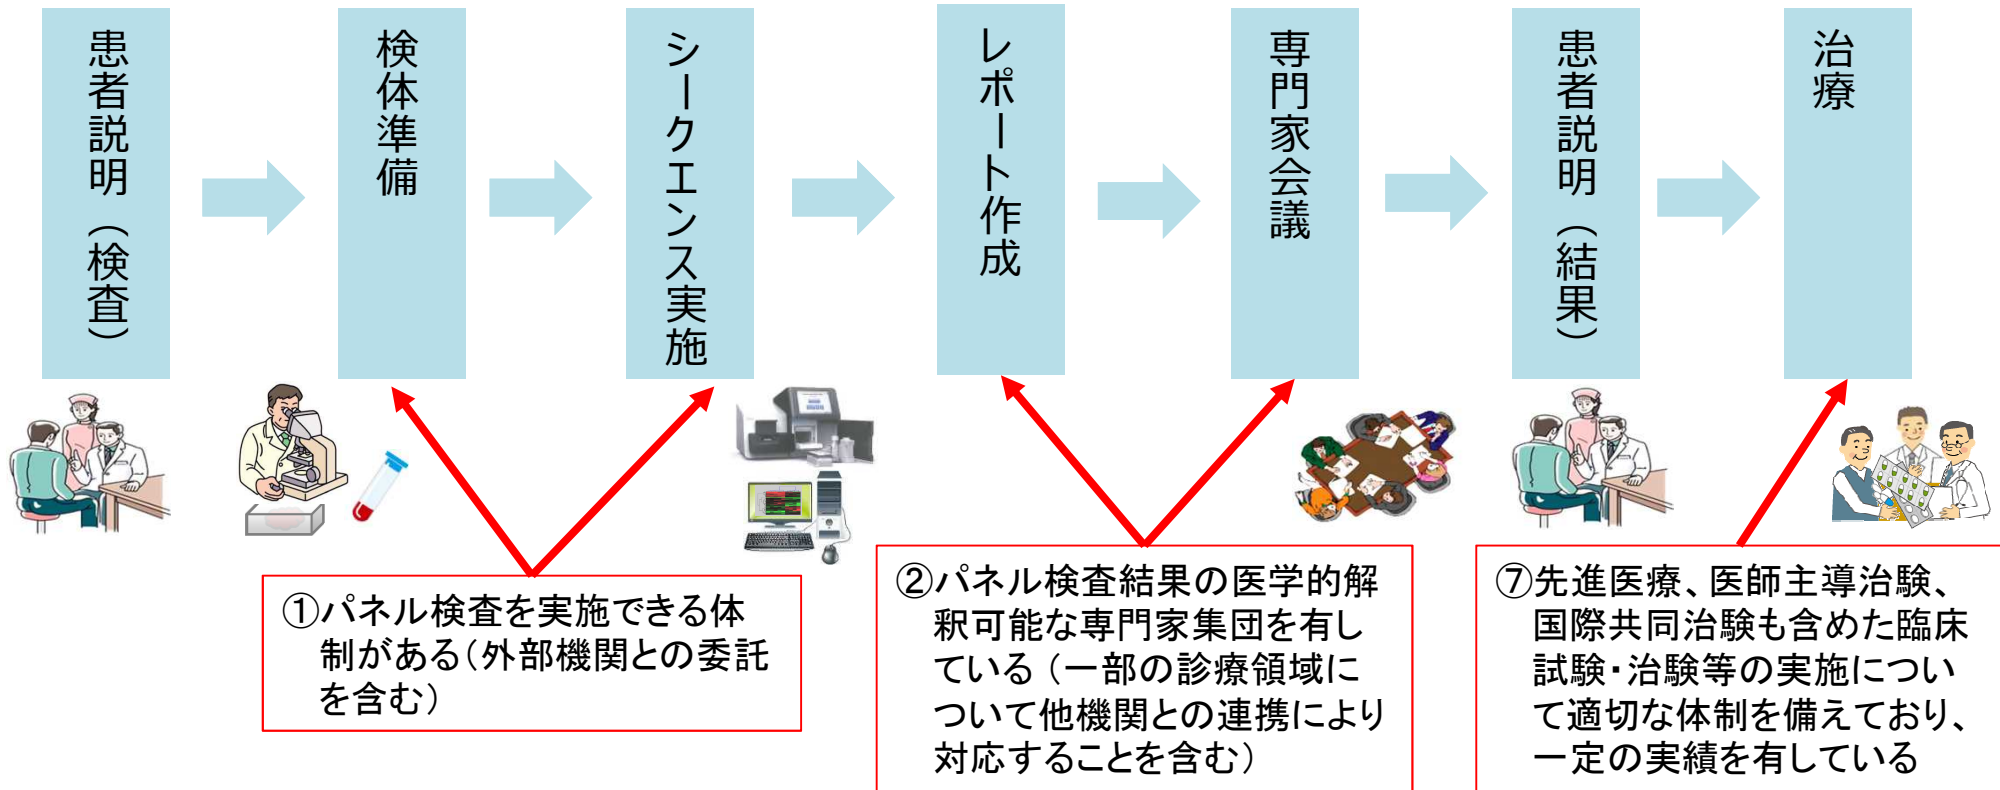 患者説明（検査）
検体準備
シークエンス実施
レポート作成
専門家会議
患者説明（結果）
治療
①パネル検査を実施できる体
制がある（外部機関との委託
を含む）
②パネル検査結果の医学的解
釈可能な専門家集団を有し
ている（一部の診療領域に
ついて他機関との連携により
対応することを含む）
⑦先進医療、医師主導治験、
国際共同治験も含めた臨床
試験・治験等の実施につい
て適切な体制を備えており、
一定の実績を有している